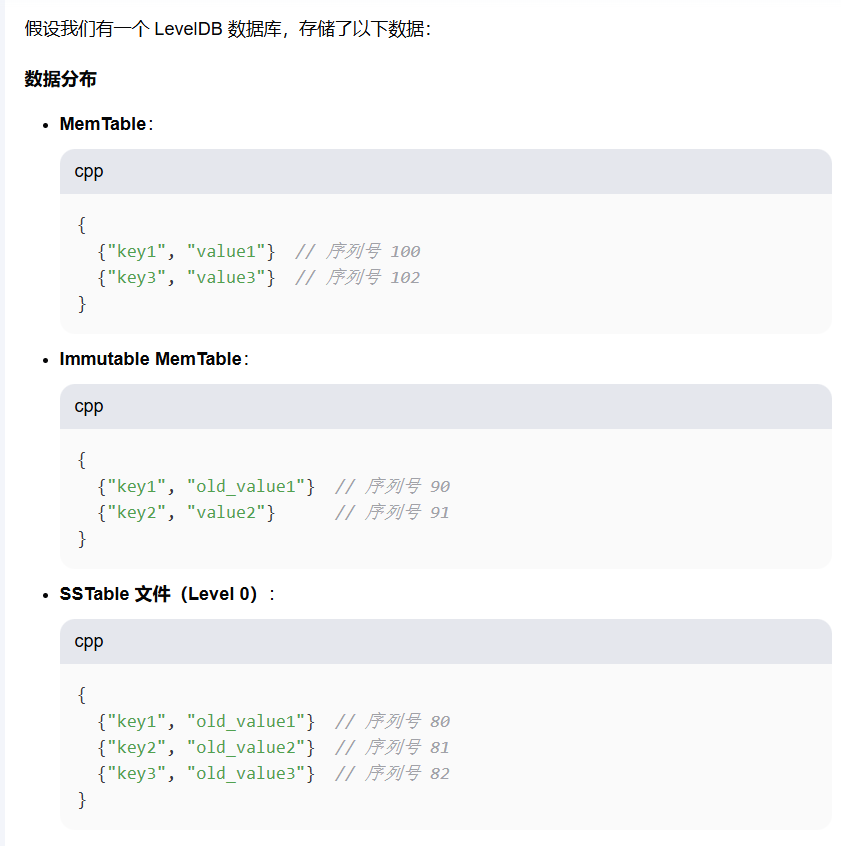 假设我们有一个 LevelDB 数据库，存储了以下数据：
数据分布
• MemTable：
cpp
{
  {"key1", "value1"}  // 序列号 100
  {"key3", "value3"}  // 序列号 102
}
• Immutable MemTable：
cpp
{
  {"key1", "old_value1"}  // 序列号 90
  {"key2", "value2"}      // 序列号 91
}
• SSTable 文件（Level 0）：
cpp
{
  {"key1", "old_value1"}  // 序列号 80
  {"key2", "old_value2"}  // 序列号 81
  {"key3", "old_value3"}  // 序列号 82
}